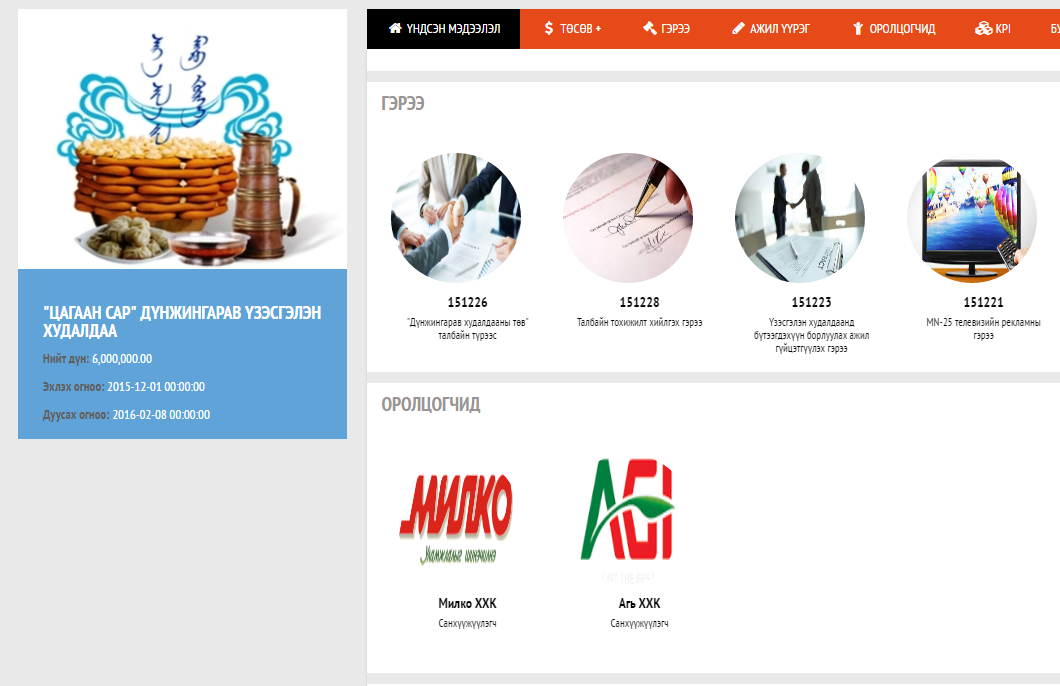 ҮНДСЭН МЭДЭЭЛЭЛ
ТӨСӨВ +
ГЭРЭЭ
АЖИЛ ҮҮРЭГ
ОРОЛЦОГЧИД
KPI
"ЦАГААН САР" ДҮНЖИНГАРАВ ҮЗЭСГЭЛЭН
ХУДАЛДАА
Нийт дүн: 6,000,000.00
Эхлэх огноо: 2015-12-01 00:00:00
Дуусах огноо: 2016-02-08 00:00:00
ГЭРЭЭ
151226
"Дүнжингарав худалдааны төв"
талбайн түрээс
151228
Талбайн тохижилт хийлгэх гэрээ
151223
Үзэсгэлэн худалдаанд
бүтээгдэхүүн борлуулах ажил
гүйцэтгүүлэх гэрээ
151221
MN-25 телевизийн рекламны
гэрээ
ОРОЛЦОГЧИД
МИЛКО
Милко ХХК
Санхүүжүүлэгч
AGI
Агь ХХК
Санхүүжүүлэгч